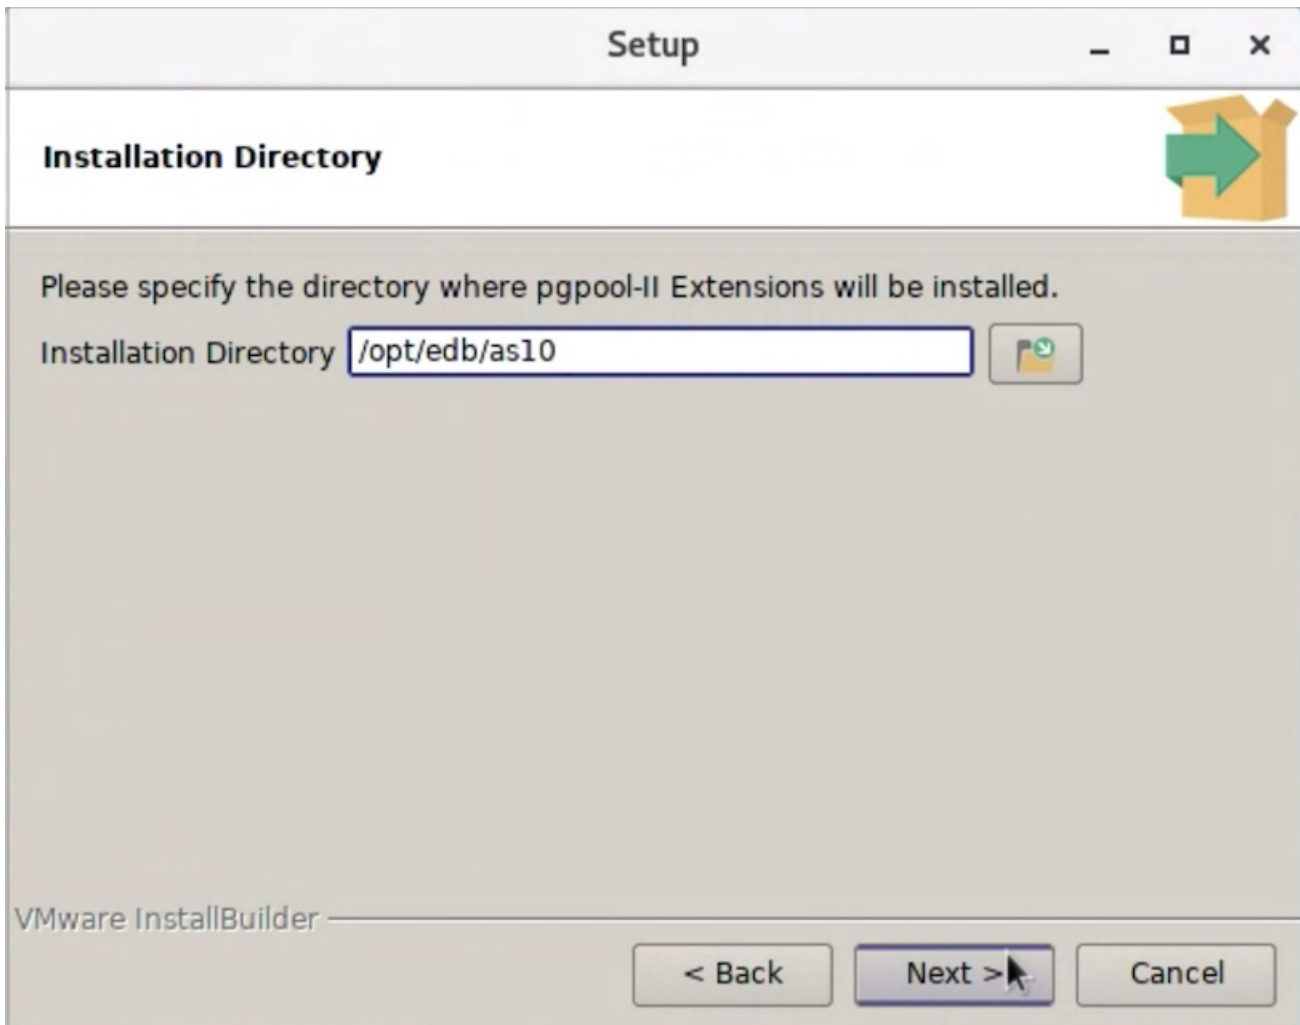 Setup
Installation Directory
Please specify the directory where pgpool-II Extensions will be installed.
Installation Directory /opt/edb/as10
VMware InstallBuilder
< Back Next > Cancel